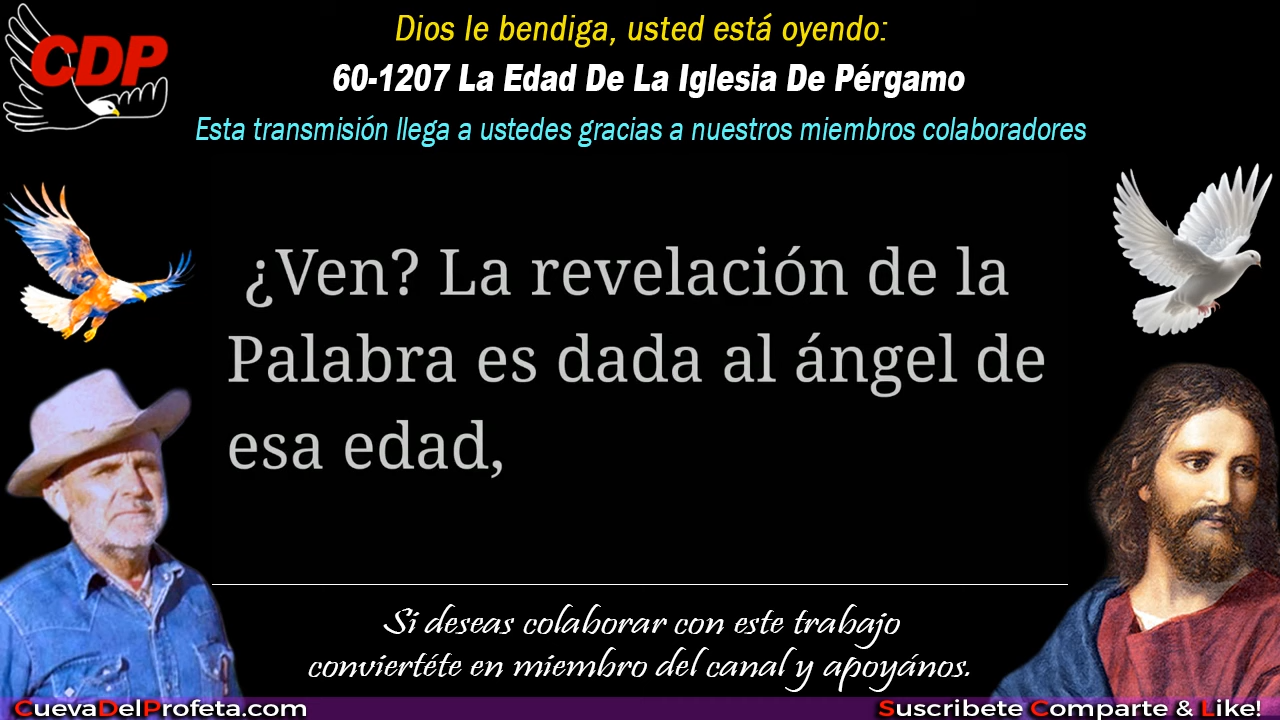 CDP
Dios le bendiga, usted está oyendo:
60-1207 La Edad De La Iglesia De Pérgamo
Esta transmisión llega a ustedes gracias a nuestros miembros colaboradores
¿Ven? La revelación de la
Palabra es dada al ángel de
esa edad,
Si deseas colaborar con este trabajo
conviertéte en miembro del canal y apoyános.
CuevaDelProfeta.com
Suscribete Comparte & Like!